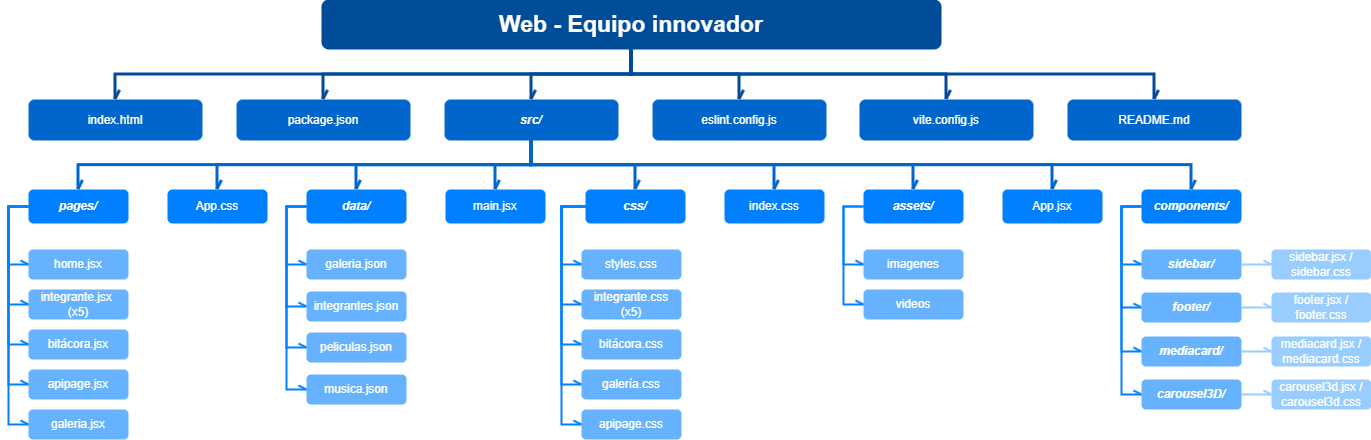 Web - Equipo innovador
index.html
package.json
src/
eslint.config.js
vite.config.js
README.md
pages/
App.css
data/
main.jsx
css/
index.css
assets/
App.jsx
components/
home.jsx
integrante.jsx
(x5)
bitácora.jsx
apipage.jsx
galeria.jsx
galeria.json
integrantes.json
peliculas.json
musica.json
styles.css
integrante.css
(x5)
bitácora.css
galería.css
apipage.css
imagenes
videos
sidebar/
sidebar.jsx /
sidebar.css
footer/
footer.jsx /
footer.css
mediacard/
mediacard.jsx /
mediacard.css
carousel3D/
carousel3d.jsx /
carousel3d.css